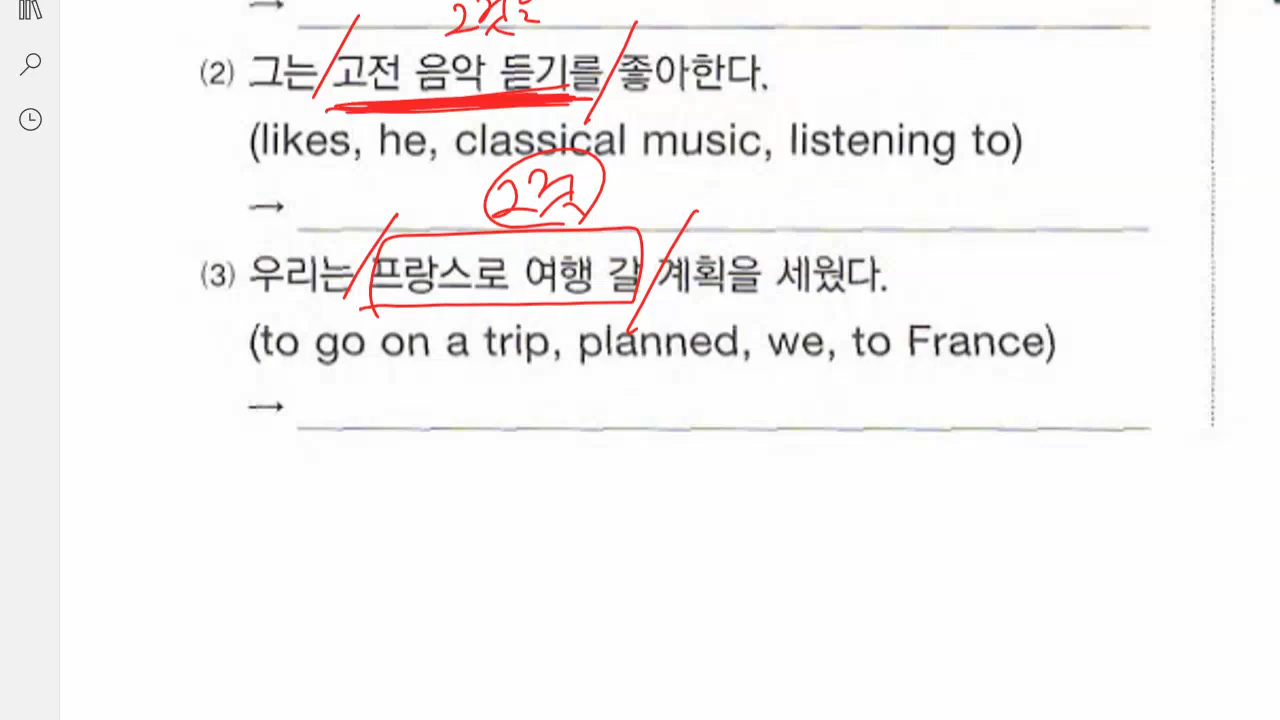 (2) 그는 고전 음악 듣기를 좋아한다.
(likes, he, classical music, listening to)
→
(3) 우리는 프랑스로 여행 갈 계획을 세웠다.
(to go on a trip, planned, we, to France)
→